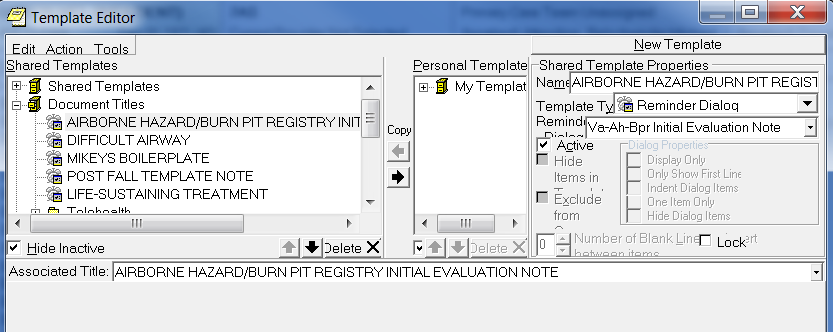 Template Editor
Edit Action Tools
New Template
Shared Templates
Shared Templates
Document Titles
AIRBORNE HAZARD/BURN PIT REGISTRY INIT
DIFFICULT AIRWAY
MIKEYS BOILERPLATE
POST FALL TEMPLATE NOTE
LIFE-SUSTAINING TREATMENT
Telehealth
Hide Inactive
Delete
Copy
Personal Template
My Templat
Delete
Shared Template Properties
Name: AIRBORNE HAZARD/BURN PIT REGIST
Template Ty Reminder Dialog
Reminder
Dialog Va-Ah-Bpr Initial Evaluation Note
Active
Hide
Items in
Exclude
from
Dialog Properties
Display Only
Only Show First Line
Indent Dialog Items
One Item Only
Hide Dialog Items
0 Number of Blank Line
between items
Lock
Associated Title: AIRBORNE HAZARD/BURN PIT REGISTRY INITIAL EVALUATION NOTE